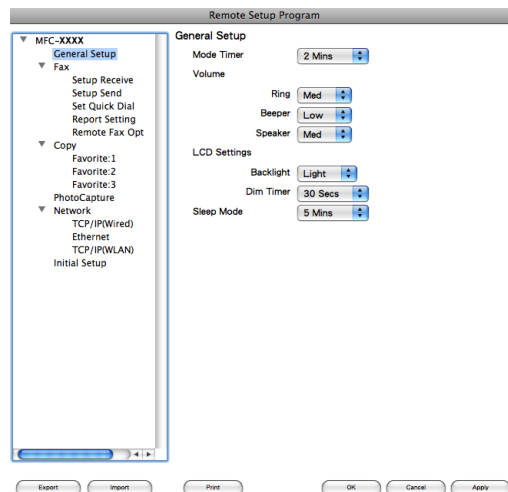 Remote Setup Program
MFC-XXXX
General Setup
Fax
Setup Receive
Setup Send
Set Quick Dial
Report Setting
Remote Fax Opt
Copy
Favorite:1
Favorite:2
Favorite:3
PhotoCapture
Network
TCP/IP(Wired)
Ethernet
TCP/IP(WLAN)
Initial Setup
General Setup
Mode Timer 2 Mins
Volume
Ring Med
Beeper Low
Speaker Med
LCD Settings
Backlight Light
Dim Timer 30 Secs
Sleep Mode 5 Mins
Export Import Print OK Cancel Apply